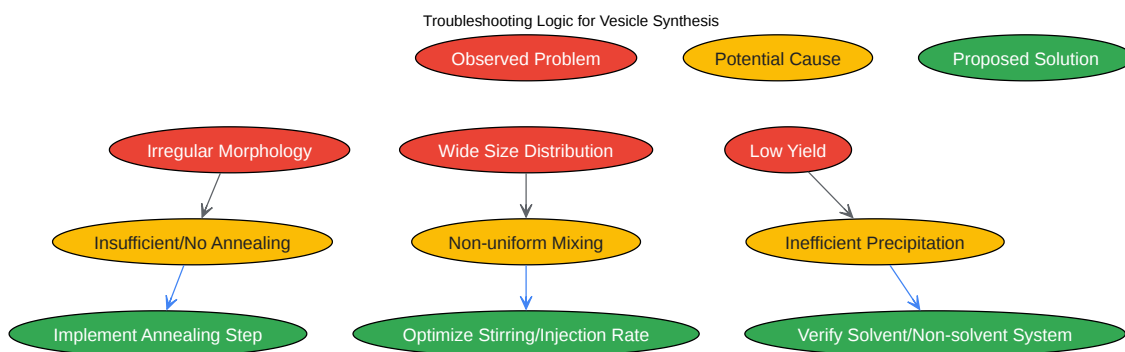 Troubleshooting Logic for Vesicle Synthesis
Observed Problem
Potential Cause
Proposed Solution
Irregular Morphology
Wide Size Distribution
Low Yield
Insufficient/No Annealing
Non-uniform Mixing
Inefficient Precipitation
Implement Annealing Step
Optimize Stirring/Injection Rate
Verify Solvent/Non-solvent System